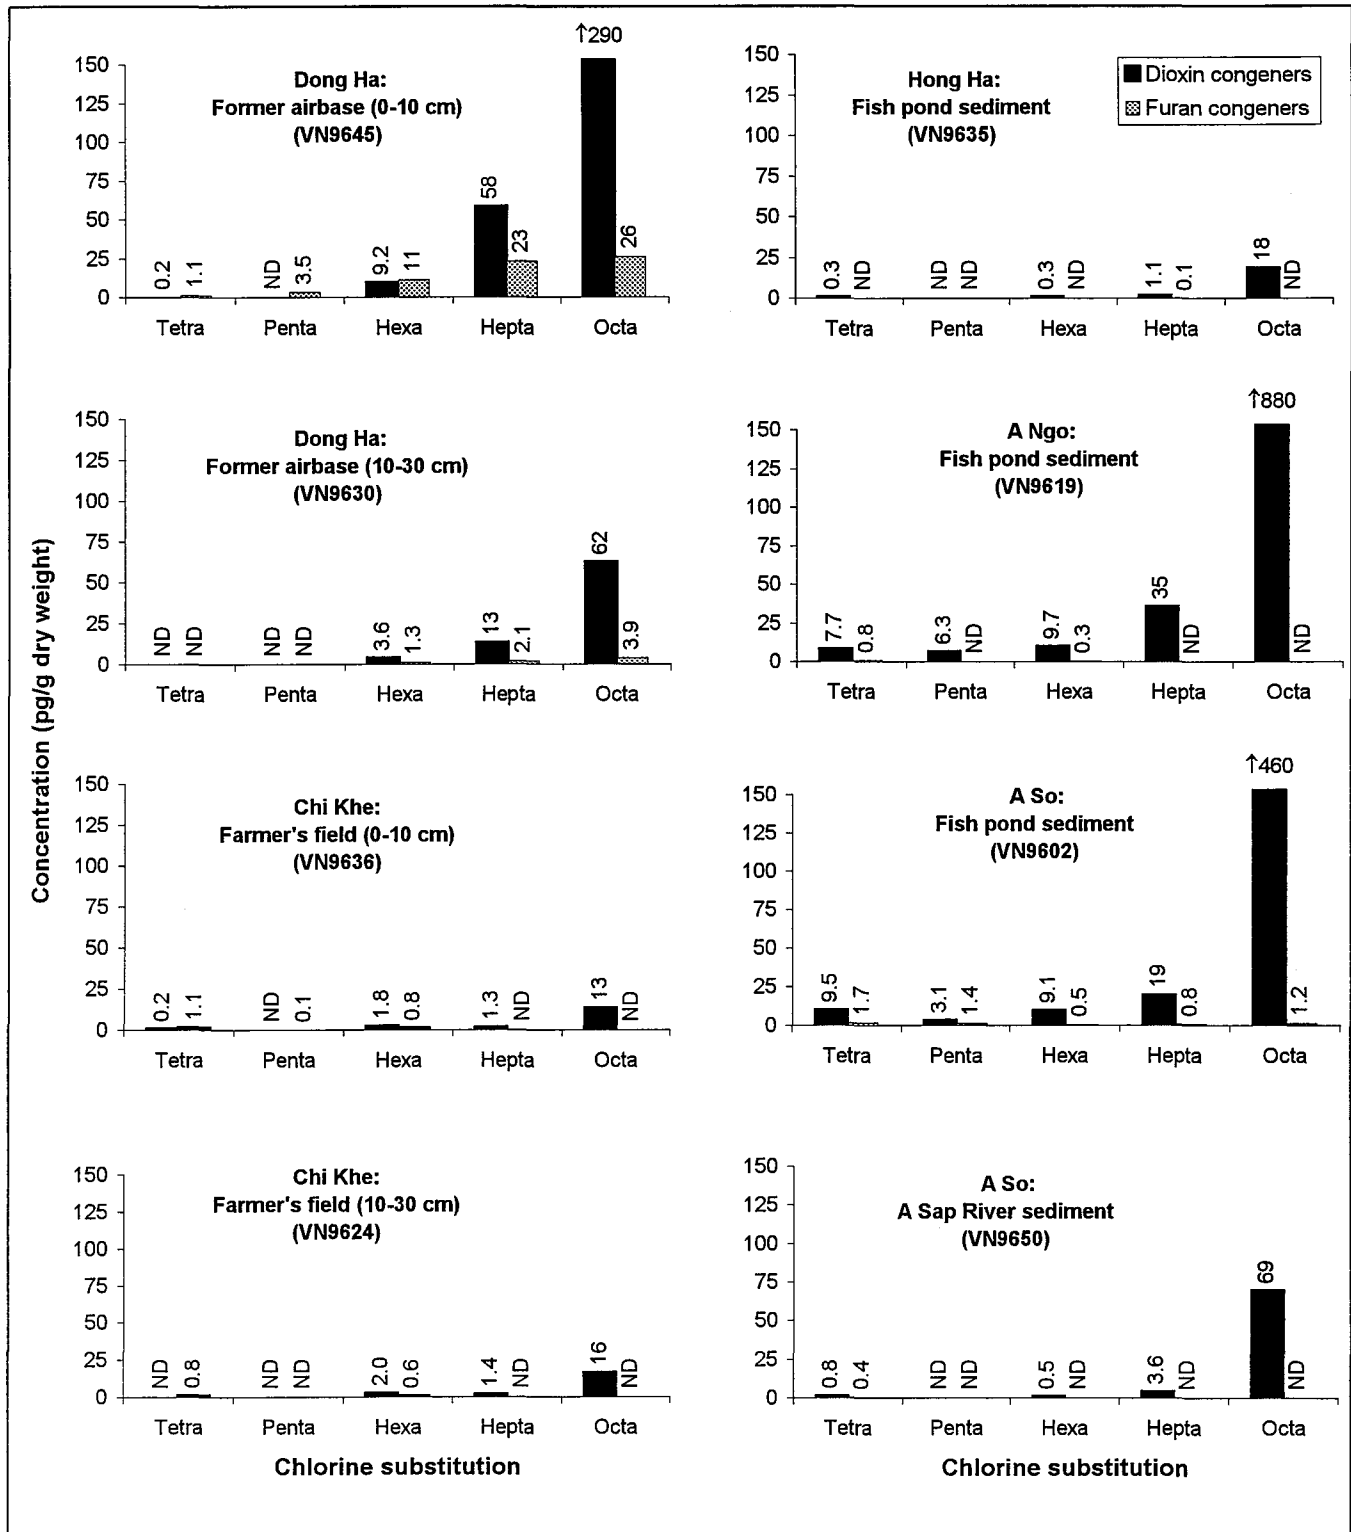 Concentration (pg/g dry weight)
Dioxin congeners
Furan congeners
Dong Ha:
Former airbase (0-10 cm)
(VN9645)
150
125
100
75
50
25
0
0.2 1.1 ND 3.5 9.2 11 58 23 ↑290 26
Tetra Penta Hexa Hepta Octa
Hong Ha:
Fish pond sediment
(VN9635)
150
125
100
75
50
25
0
0.3 ND ND ND 0.3 ND 1.1 0.1 18 ND
Tetra Penta Hexa Hepta Octa
Dong Ha:
Former airbase (10-30 cm)
(VN9630)
150
125
100
75
50
25
0
ND ND ND ND 3.6 1.3 13 2.1 62 3.9
Tetra Penta Hexa Hepta Octa
A Ngo:
Fish pond sediment
(VN9619)
150
125
100
75
50
25
0
7.7 0.8 6.3 ND 9.7 0.3 35 ND ↑880 ND
Tetra Penta Hexa Hepta Octa
Chi Khe:
Farmer's field (0-10 cm)
(VN9636)
150
125
100
75
50
25
0
0.2 1.1 ND 0.1 1.8 0.8 1.3 ND 13 ND
Tetra Penta Hexa Hepta Octa
A So:
Fish pond sediment
(VN9602)
150
125
100
75
50
25
0
9.5 1.7 3.1 1.4 9.1 0.5 19 0.8 ↑460 1.2
Tetra Penta Hexa Hepta Octa
Chi Khe:
Farmer's field (10-30 cm)
(VN9624)
150
125
100
75
50
25
0
ND 0.8 ND ND 2.0 0.6 1.4 ND 16 ND
Tetra Penta Hexa Hepta Octa
Chlorine substitution
A So:
A Sap River sediment
(VN9650)
150
125
100
75
50
25
0
0.8 0.4 ND ND 0.5 ND 3.6 ND 69 ND
Tetra Penta Hexa Hepta Octa
Chlorine substitution